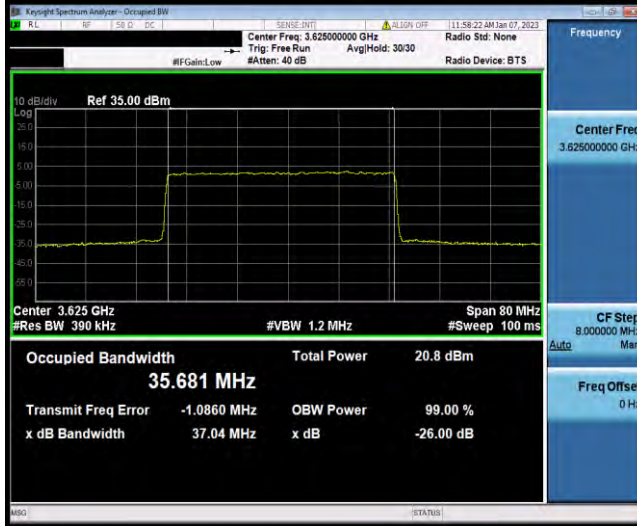 Keysight Spectrum Analyzer - Occupied BW
RL RF 50 Ω DC SENSE:INT ALIGN OFF 11:58:22 AM Jan 07, 2023
Center Freq: 3.625000000 GHz Radio Std: None
Trig: Free Run Avg|Hold: 30/30
#IFGain:Low #Atten: 40 dB Radio Device: BTS
10 dB/div Ref 35.00 dBm
Log
25.0
15.0
5.00
-5.00
-15.0
-25.0
-35.0
-45.0
-55.0
Center 3.625 GHz Span 80 MHz
#Res BW 390 kHz #VBW 1.2 MHz #Sweep 100 ms
Occupied Bandwidth Total Power 20.8 dBm
35.681 MHz
Transmit Freq Error -1.0860 MHz OBW Power 99.00 %
x dB Bandwidth 37.04 MHz x dB -26.00 dB
MSG STATUS
Frequency
Center Freq
3.625000000 GHz
CF Step
8.000000 MHz
Auto Man
Freq Offset
0 Hz